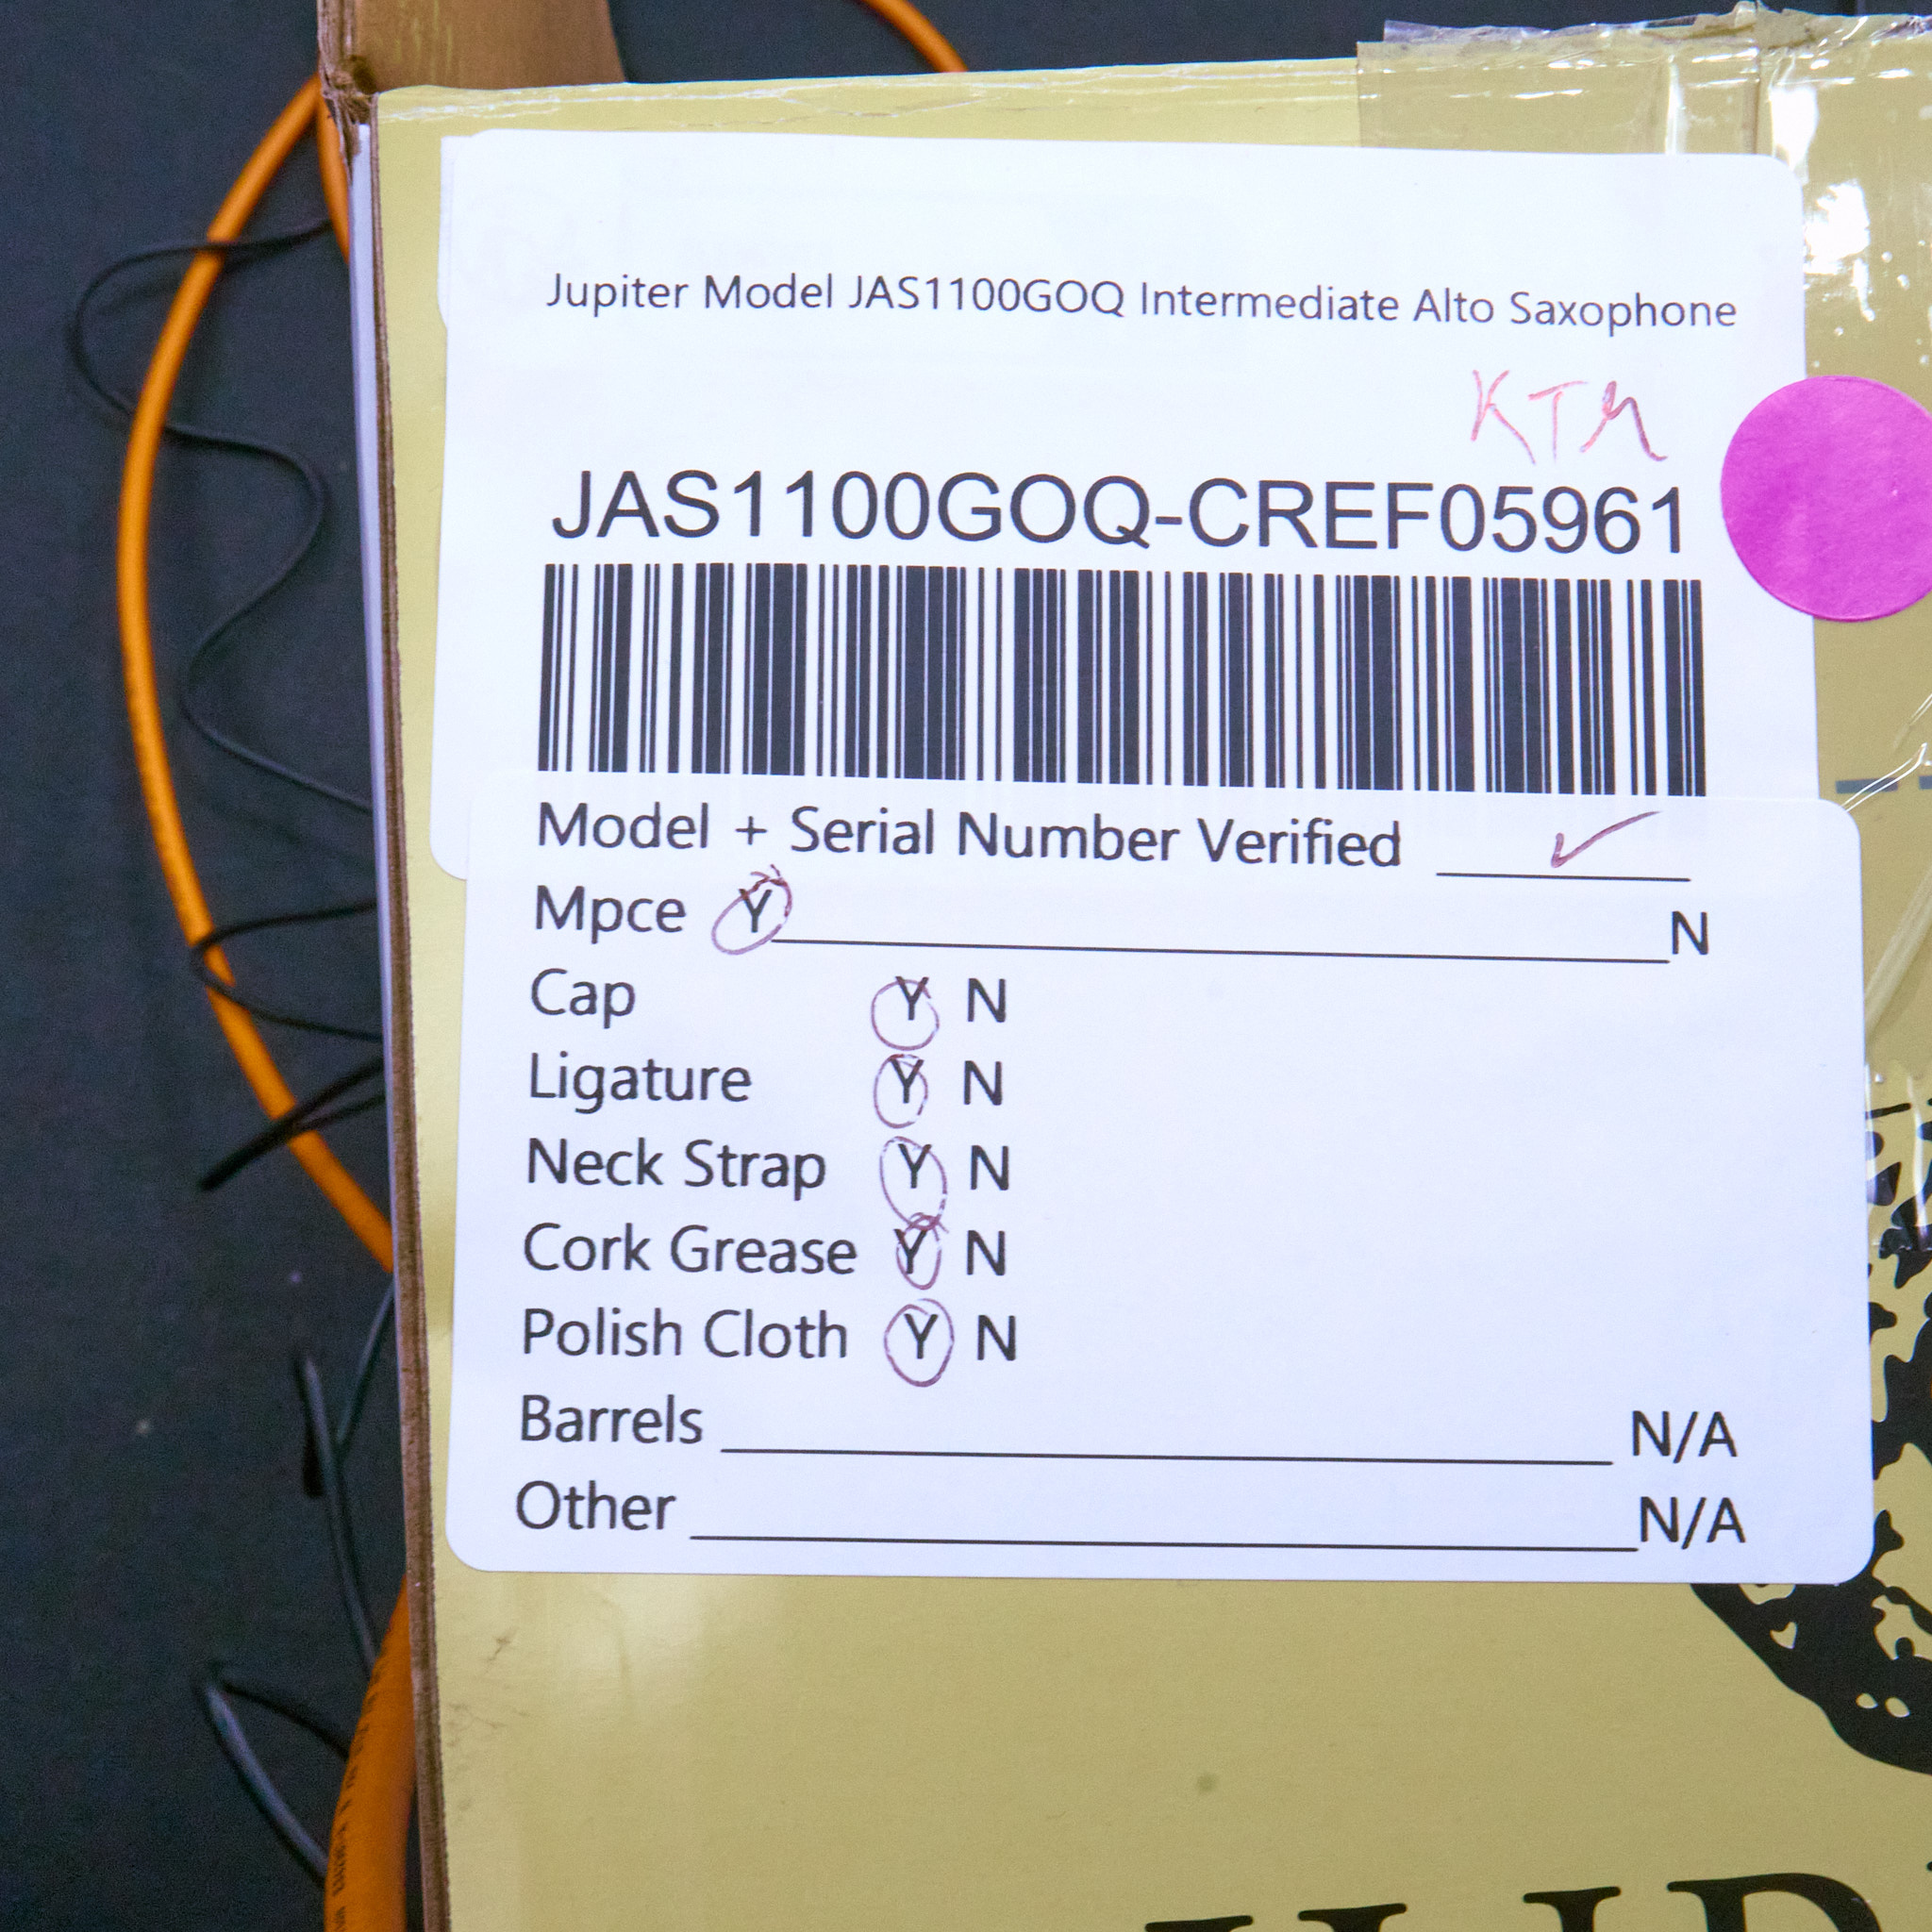 Jupiter Model JAS1100GOQ Intermediate Alto Saxophone
KTM
JAS1100GOQ-CREF05961
Model + Serial Number Verified ✓
Mpce Y N
Cap Y N
Ligature Y N
Neck Strap Y N
Cork Grease Y N
Polish Cloth Y N
Barrels N/A
Other N/A